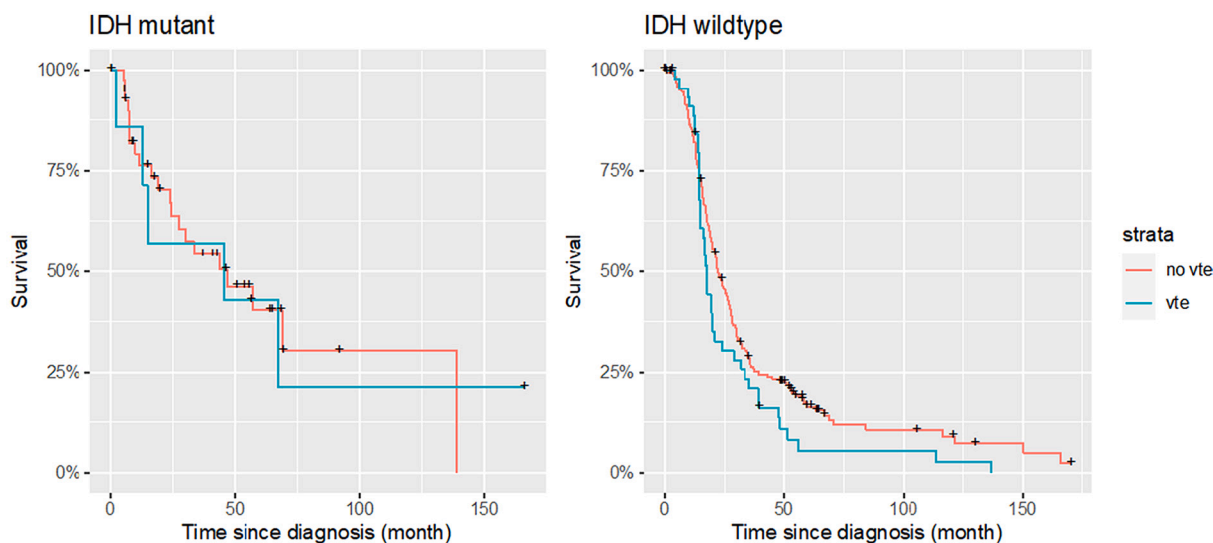 IDH mutant
100%
75%
50%
25%
0%
Survival
0 50 100 150
Time since diagnosis (month)
IDH wildtype
100%
75%
50%
25%
0%
Survival
0 50 100 150
Time since diagnosis (month)
strata
no vte
vte